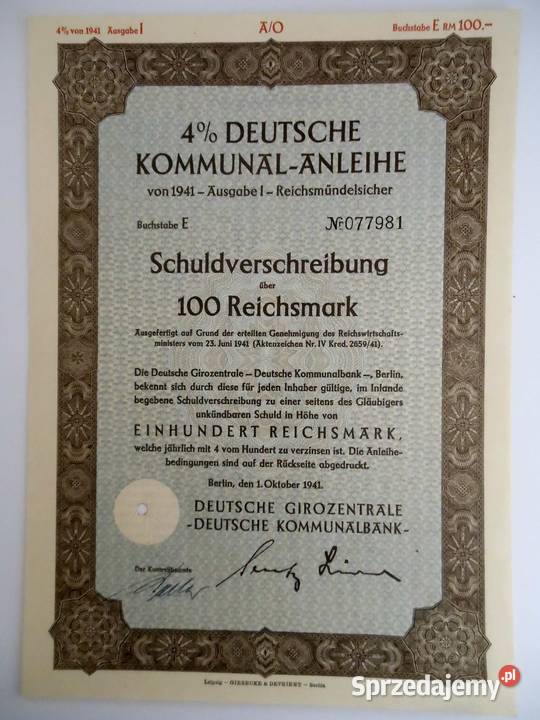 4% von 1941 Ausgabe I A/O Buchstabe E RM 100.–
4% DEUTSCHE
KOMMUNAL-ANLEIHE
von 1941 – Ausgabe I – Reichsmündelsicher
Buchstabe E № 077981
Schuldverschreibung
über
100 Reichsmark
Ausgefertigt auf Grund der erteilten Genehmigung des Reichswirtschafts-
ministers vom 23. Juni 1941 (Aktenzeichen Nr. IV Kred. 2659/41).
Die Deutsche Girozentrale – Deutsche Kommunalbank –, Berlin,
bekennt sich durch diese für jeden Inhaber gültige, im Inlande
begebene Schuldverschreibung zu einer seitens des Gläubigers
unkündbaren Schuld in Höhe von
EINHUNDERT REICHSMARK,
welche jährlich mit 4 vom Hundert zu verzinsen ist. Die Anleihe-
bedingungen sind auf der Rückseite abgedruckt.
Berlin, den 1. Oktober 1941.
DEUTSCHE GIROZENTRALE
-DEUTSCHE KOMMUNALBANK-
Der Kontrollbeamte
Leipzig – GIESECKE & DEVRIENT – Berlin
Sprzedajemy.pl